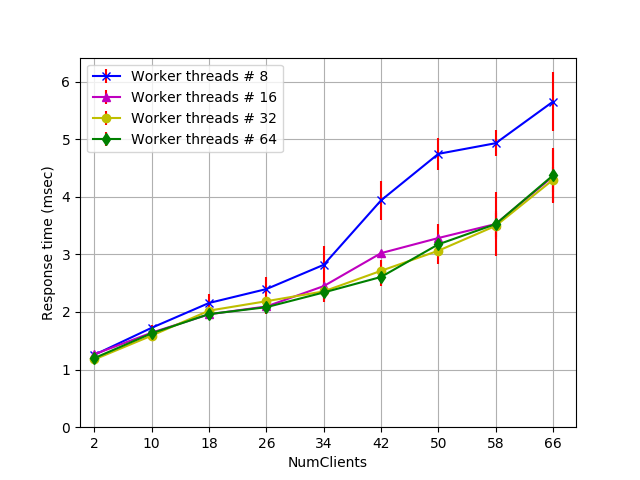 Worker threads # 8
Worker threads # 16
Worker threads # 32
Worker threads # 64
Response time (msec)
6
5
4
3
2
1
0
2 10 18 26 34 42 50 58 66
NumClients